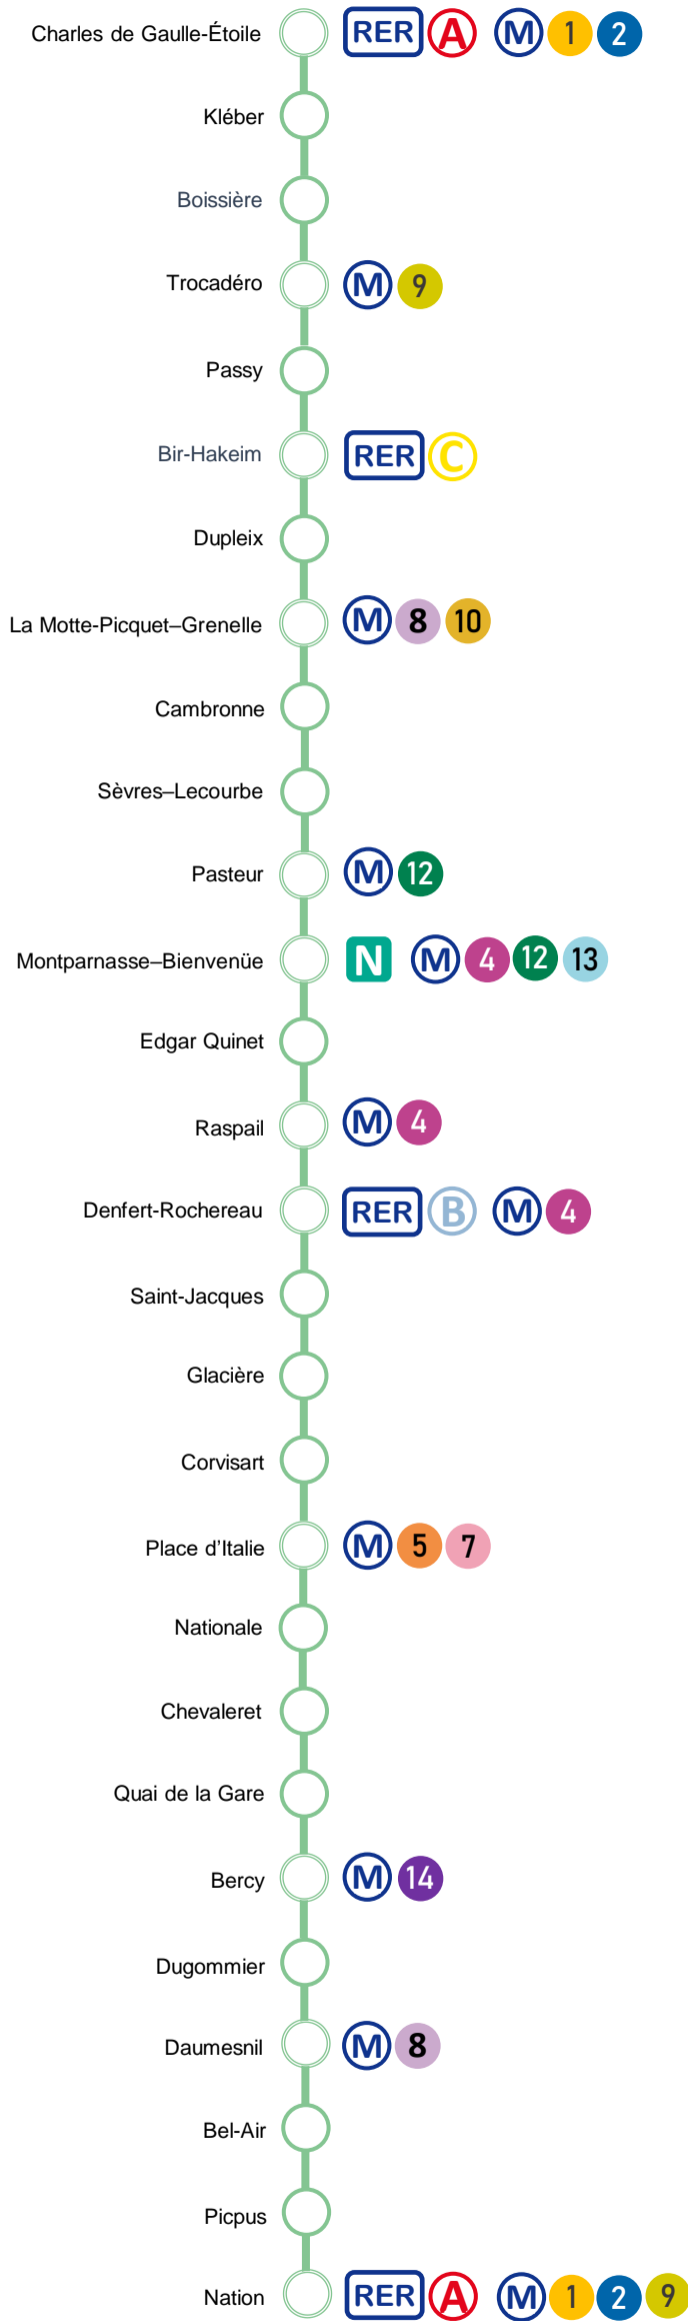 Charles de Gaulle-Étoile RER A M 1 2
Kléber
Boissière
Trocadéro M 9
Passy
Bir-Hakeim RER C
Dupleix
La Motte-Picquet–Grenelle M 8 10
Cambronne
Sèvres–Lecourbe
Pasteur M 12
Montparnasse–Bienvenüe N M 4 12 13
Edgar Quinet
Raspail M 4
Denfert-Rochereau RER B M 4
Saint-Jacques
Glacière
Corvisart
Place d'Italie M 5 7
Nationale
Chevaleret
Quai de la Gare
Bercy M 14
Dugommier
Daumesnil M 8
Bel-Air
Picpus
Nation RER A M 1 2 9